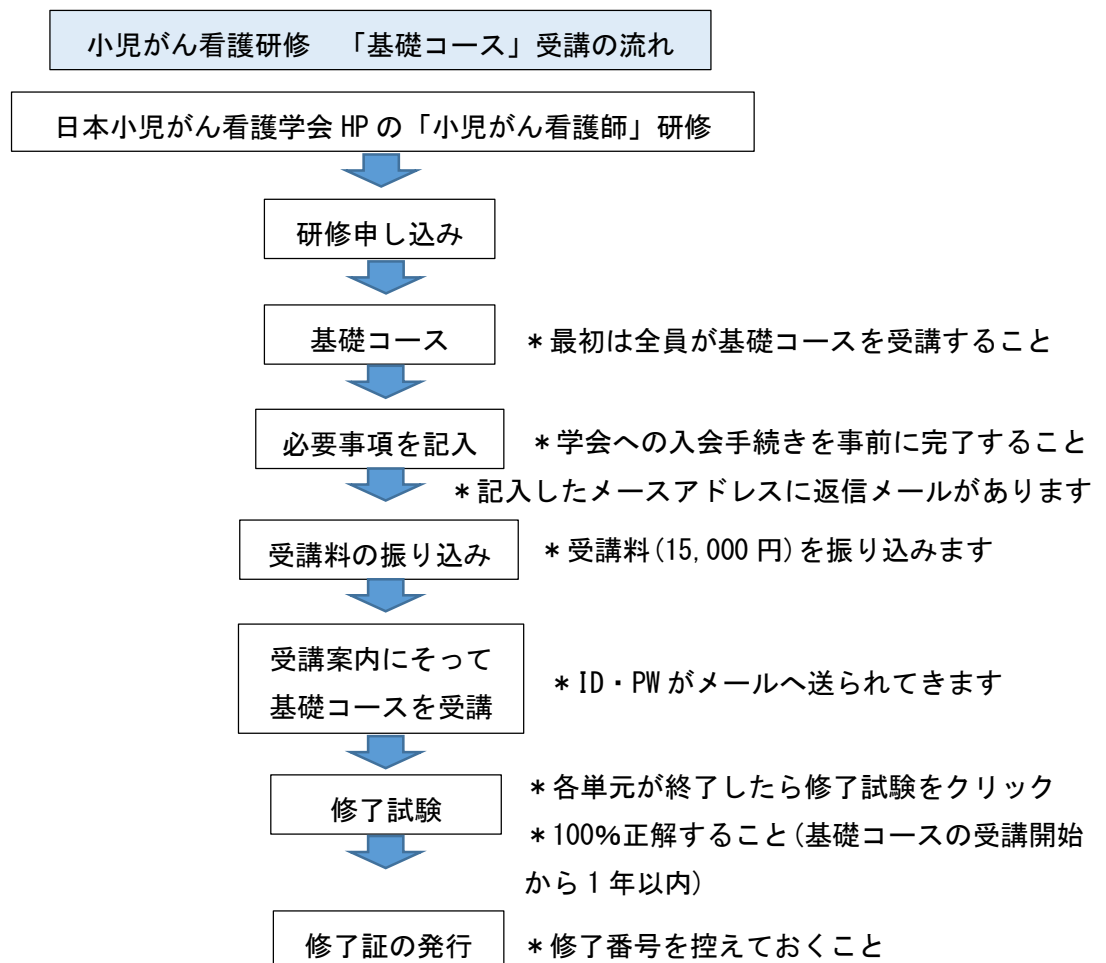 小児がん看護研修　「基礎コース」受講の流れ
日本小児がん看護学会 HP の「小児がん看護師」研修
研修申し込み
基礎コース
＊最初は全員が基礎コースを受講すること
必要事項を記入
＊学会への入会手続きを事前に完了すること
＊記入したメースアドレスに返信メールがあります
受講料の振り込み
＊受講料(15,000 円)を振り込みます
受講案内にそって
基礎コースを受講
＊ID・PW がメールへ送られてきます
修了試験
＊各単元が終了したら修了試験をクリック
＊100%正解すること(基礎コースの受講開始
から 1 年以内)
修了証の発行
＊修了番号を控えておくこと